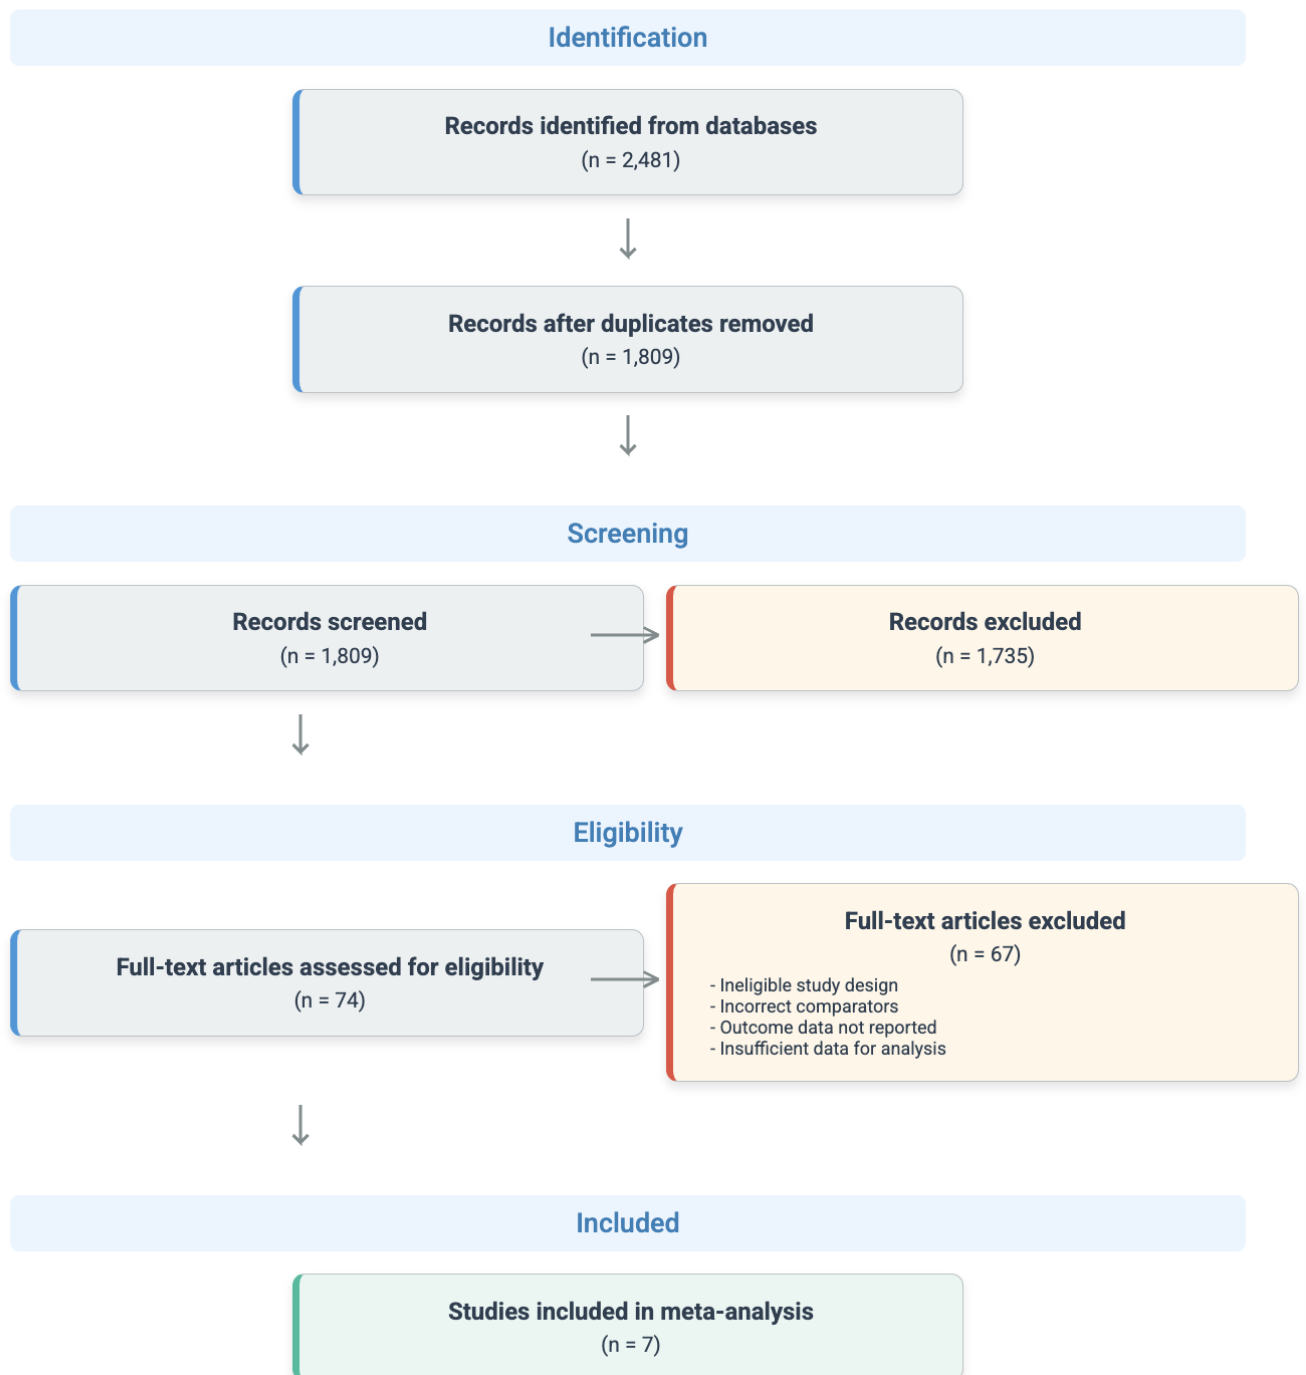 Identification
Records identified from databases
(n = 2,481)
Records after duplicates removed
(n = 1,809)
Screening
Records screened
(n = 1,809)
Records excluded
(n = 1,735)
Eligibility
Full-text articles assessed for eligibility
(n = 74)
Full-text articles excluded
(n = 67)
- Ineligible study design
- Incorrect comparators
- Outcome data not reported
- Insufficient data for analysis
Included
Studies included in meta-analysis
(n = 7)